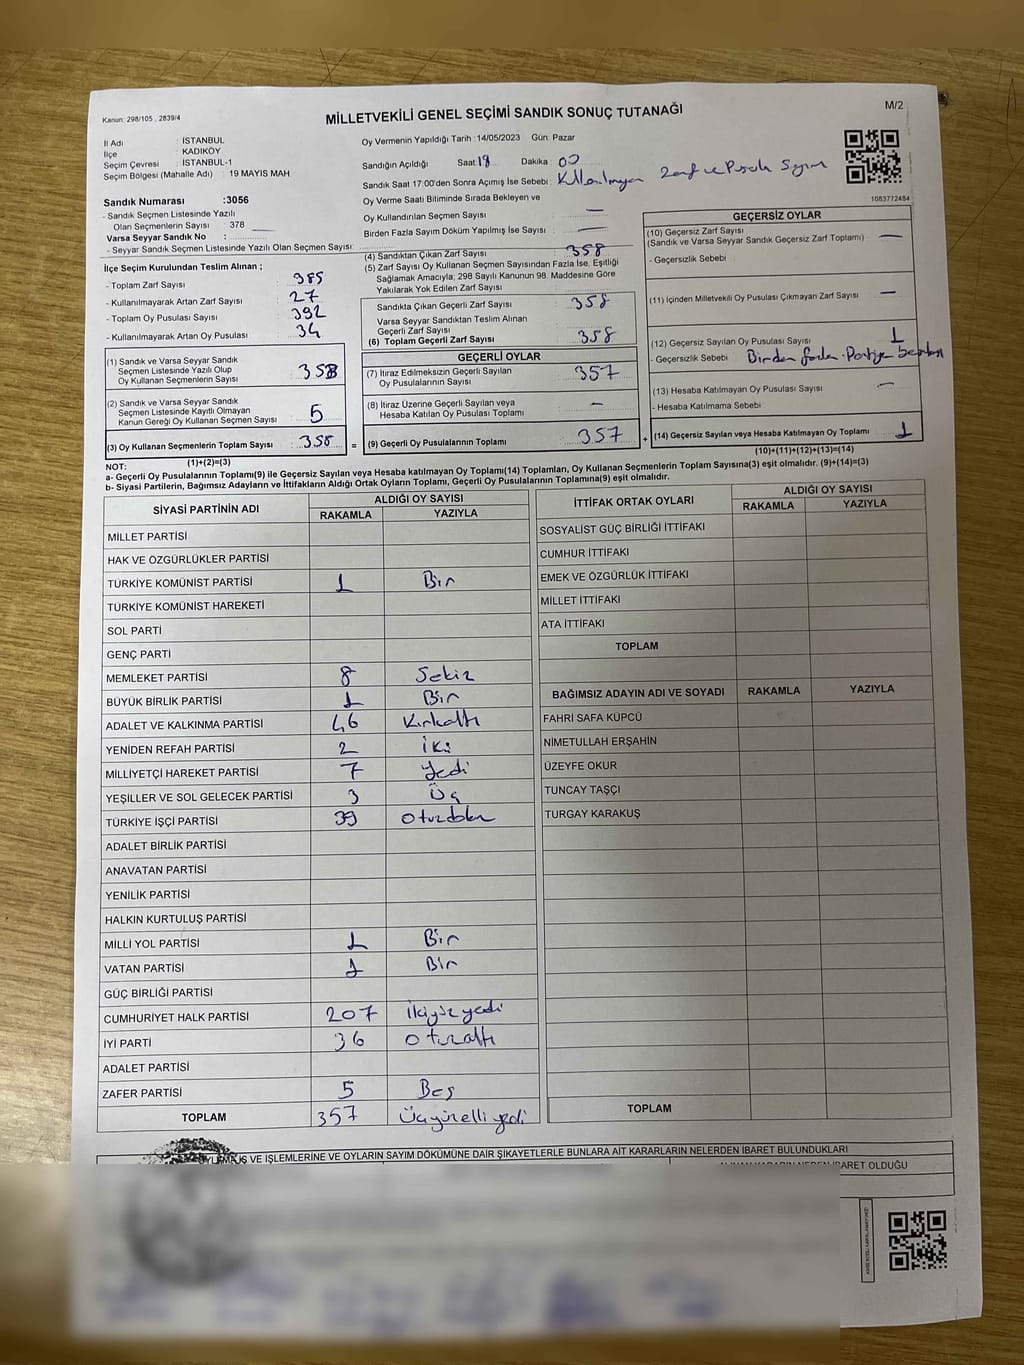 Kanun: 298/105 , 2839/4
MİLLETVEKİLİ GENEL SEÇİMİ SANDIK SONUÇ TUTANAĞI
M/2
İl Adı : İSTANBUL
İlçe : KADIKÖY
Seçim Çevresi : İSTANBUL-1
Seçim Bölgesi (Mahalle Adı) : 19 MAYIS MAH
Oy Vermenin Yapıldığı Tarih :14/05/2023 Gün: Pazar
Sandığın Açıldığı Saat 18 Dakika : 00
Sandık Saat 17:00'den Sonra Açımış İse Sebebi : Kullanılmayan Zarf ve Pusula Sayım
1083772484
Sandık Numarası :3056
- Sandık Seçmen Listesinde Yazılı
Olan Seçmenlerin Sayısı 378 —
Varsa Seyyar Sandık No :
- Seyyar Sandık Seçmen Listesinde Yazılı Olan Seçmen Sayısı:
Oy Verme Saati Bitiminde Sırada Bekleyen ve
Oy Kullandırılan Seçmen Sayısı —
Birden Fazla Sayım Döküm Yapılmış İse Sayısı : —
İlçe Seçim Kurulundan Teslim Alınan ;
- Toplam Zarf Sayısı : 385
- Kullanılmayarak Artan Zarf Sayısı : 27
- Toplam Oy Pusulası Sayısı : 392
- Kullanılmayarak Artan Oy Pusulası : 34
(1) Sandık ve Varsa Seyyar Sandık
Seçmen Listesinde Yazılı Olup
Oy Kullanan Seçmenlerin Sayısı : 353
(2) Sandık ve Varsa Seyyar Sandık
Seçmen Listesinde Kayıtlı Olmayan
Kanun Gereği Oy Kullanan Seçmen Sayısı : 5
(3) Oy Kullanan Seçmenlerin Toplam Sayısı : 358
(1)+(2)=(3)
(4) Sandıktan Çıkan Zarf Sayısı : 358
(5) Zarf Sayısı Oy Kullanan Seçmen Sayısından Fazla İse, Eşitliği
Sağlamak Amacıyla, 298 Sayılı Kanunun 98. Maddesine Göre
Yakılarak Yok Edilen Zarf Sayısı :
Sandıkta Çıkan Geçerli Zarf Sayısı : 358
Varsa Seyyar Sandıktan Teslim Alınan
Geçerli Zarf Sayısı :
(6) Toplam Geçerli Zarf Sayısı : 358
GEÇERLİ OYLAR
(7) İtiraz Edilmeksizin Geçerli Sayılan
Oy Pusulalarının Sayısı : 357
(8) İtiraz Üzerine Geçerli Sayılan veya
Hesaba Katılan Oy Pusulası Toplamı : —
= (9) Geçerli Oy Pusulalarının Toplamı : 357 +
GEÇERSİZ OYLAR
(10) Geçersiz Zarf Sayısı : —
(Sandık ve Varsa Seyyar Sandık Geçersiz Zarf Toplamı)
- Geçersizlik Sebebi
(11) İçinden Milletvekili Oy Pusulası Çıkmayan Zarf Sayısı : —
(12) Geçersiz Sayılan Oy Pusulası Sayısı : 1
- Geçersizlik Sebebi Birden fazla Partiye
(13) Hesaba Katılmayan Oy Pusulası Sayısı : —
- Hesaba Katılmama Sebebi
(14) Geçersiz Sayılan veya Hesaba Katılmayan Oy Toplamı : 1
(10)+(11)+(12)+(13)=(14)
NOT:
a- Geçerli Oy Pusulaları Toplamı(9) ile Geçersiz Sayılan veya Hesaba katılmayan Oy Toplamı(14) Toplamları, Oy Kullanan Seçmenlerin Toplam Sayısına(3) eşit olmalıdır. (9)+(14)=(3)
b- Siyasi Partilerin, Bağımsız Adayların ve İttifakların Aldığı Ortak Oyların Toplamı, Geçerli Oy Pusulalarının Toplamına(9) eşit olmalıdır.
SİYASİ PARTİNİN ADI ALDIĞI OY SAYISI
RAKAMLA YAZIYLA
MİLLET PARTİSİ
HAK VE ÖZGÜRLÜKLER PARTİSİ
TÜRKİYE KOMÜNİST PARTİSİ 1 Bir
TÜRKİYE KOMÜNİST HAREKETİ
SOL PARTİ
GENÇ PARTİ
MEMLEKET PARTİSİ 8 Sekiz
BÜYÜK BİRLİK PARTİSİ 1 Bir
ADALET VE KALKINMA PARTİSİ 46 Kırkaltı
YENİDEN REFAH PARTİSİ 2 İki
MİLLİYETÇİ HAREKET PARTİSİ 7 Yedi
YEŞİLLER VE SOL GELECEK PARTİSİ 3 Üç
TÜRKİYE İŞÇİ PARTİSİ 39 Otuzdokuz
ADALET BİRLİK PARTİSİ
ANAVATAN PARTİSİ
YENİLİK PARTİSİ
HALKIN KURTULUŞ PARTİSİ
MİLLİ YOL PARTİSİ 1 Bir
VATAN PARTİSİ 1 Bir
GÜÇ BİRLİĞİ PARTİSİ
CUMHURİYET HALK PARTİSİ 207 İkiyüzyedi
İYİ PARTİ 36 Otuzaltı
ADALET PARTİSİ
ZAFER PARTİSİ 5 Beş
TOPLAM 357 Üçyüzelliyedi
İTTİFAK ORTAK OYLARI ALDIĞI OY SAYISI
RAKAMLA YAZIYLA
SOSYALİST GÜÇ BİRLİĞİ İTTİFAKI
CUMHUR İTTİFAKI
EMEK VE ÖZGÜRLÜK İTTİFAKI
MİLLET İTTİFAKI
ATA İTTİFAKI
TOPLAM
BAĞIMSIZ ADAYIN ADI VE SOYADI RAKAMLA YAZIYLA
FAHRİ SAFA KÜPCÜ
NİMETULLAH ERŞAHİN
ÜZEYFE OKUR
TUNCAY TAŞÇI
TURGAY KARAKUŞ
TOPLAM
VE İŞLEMLERİNE VE OYLARIN SAYIM DÖKÜMÜNE DAİR ŞİKAYETLERLE BUNLARA AİT KARARLARIN NELERDEN İBARET BULUNDUKLARI
ALINAN KARARIN NEDEN İBARET OLDUĞU